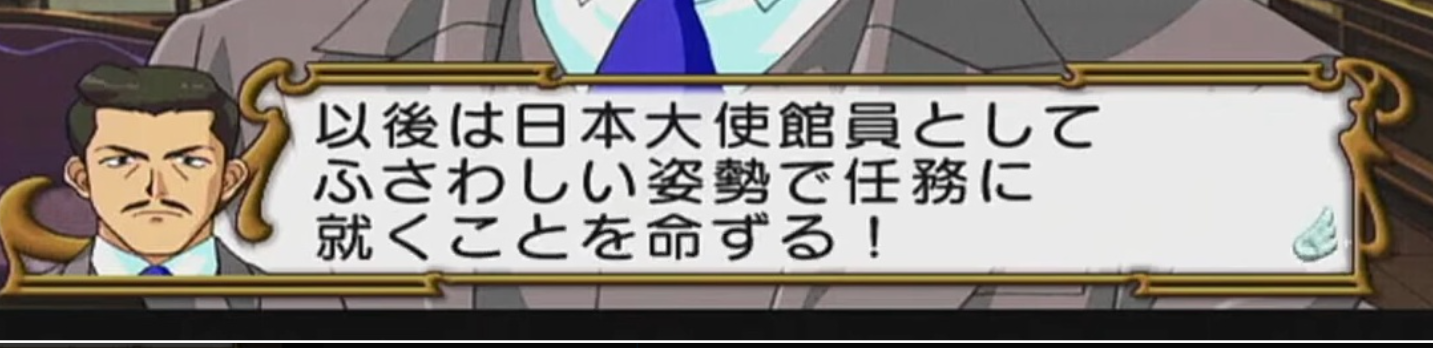 以後は日本大使館員として
ふさわしい姿勢で任務に
就くことを命ずる！